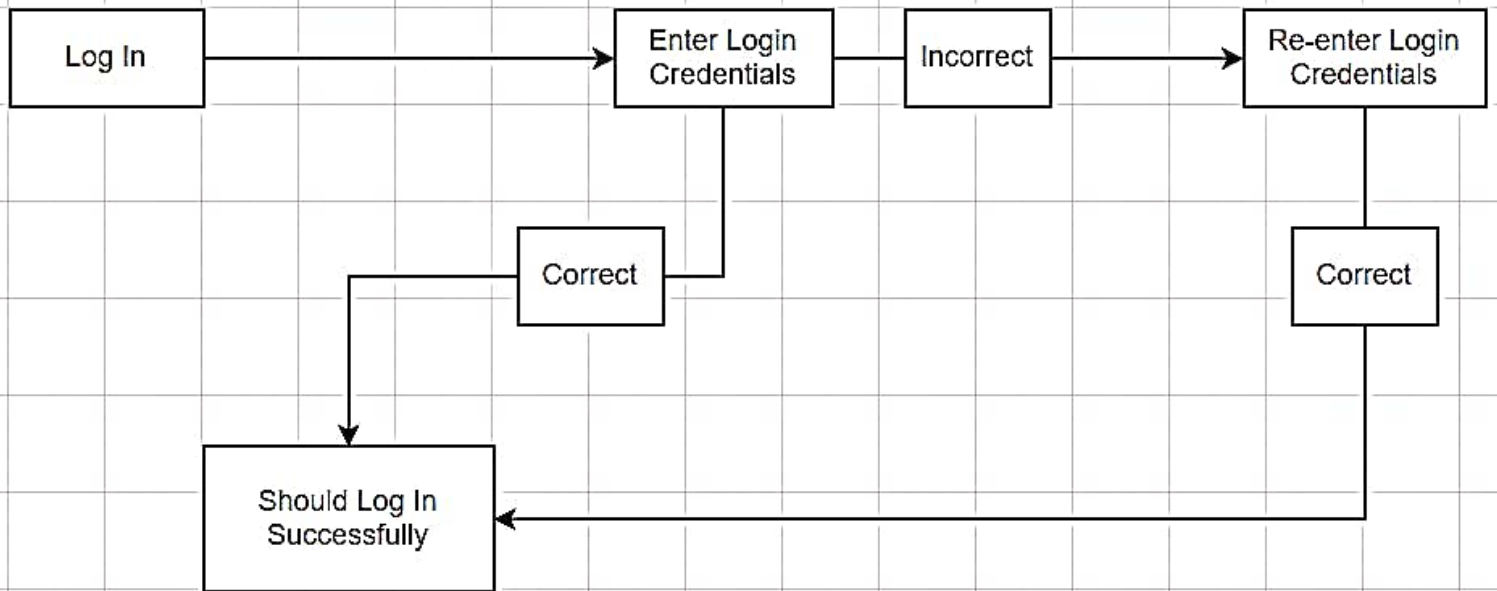 Log In
Enter Login
Credentials
Incorrect
Re-enter Login
Credentials
Correct
Correct
Should Log In
Successfully